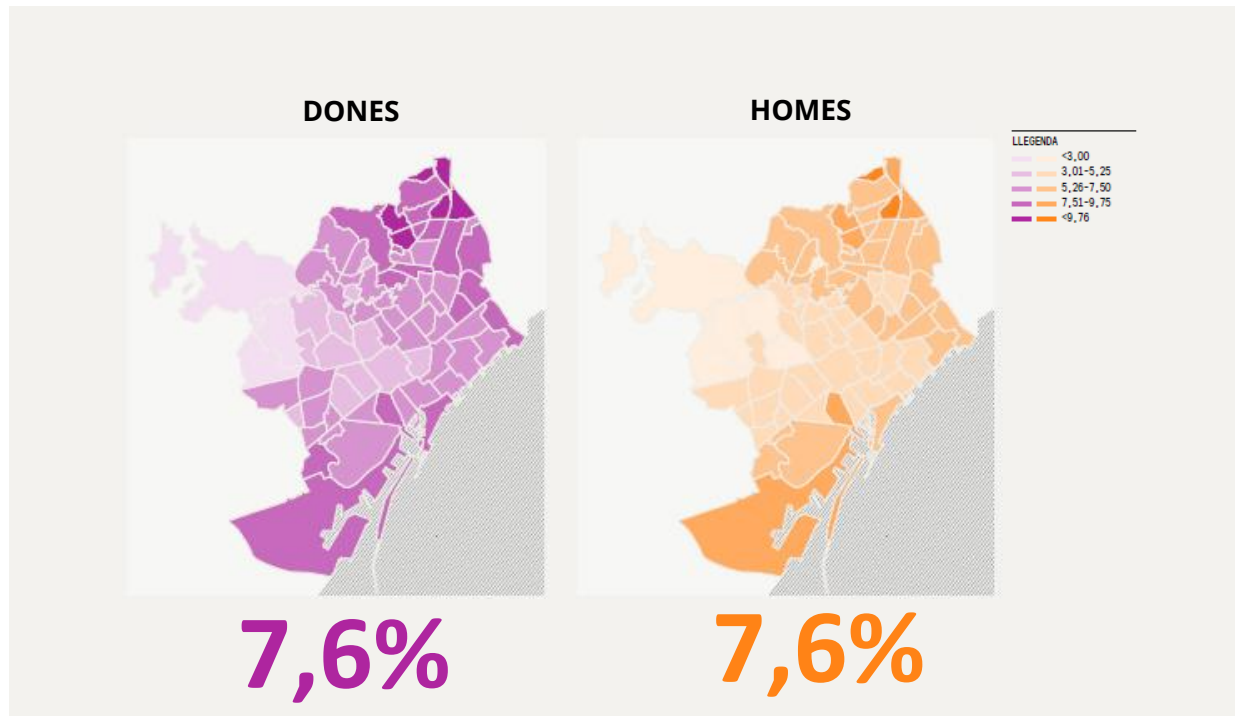 DONES
HOMES
LLEGENDA
<3,00
3,01-5,25
5,26-7,50
7,51-9,75
<9,76
7,6%
7,6%